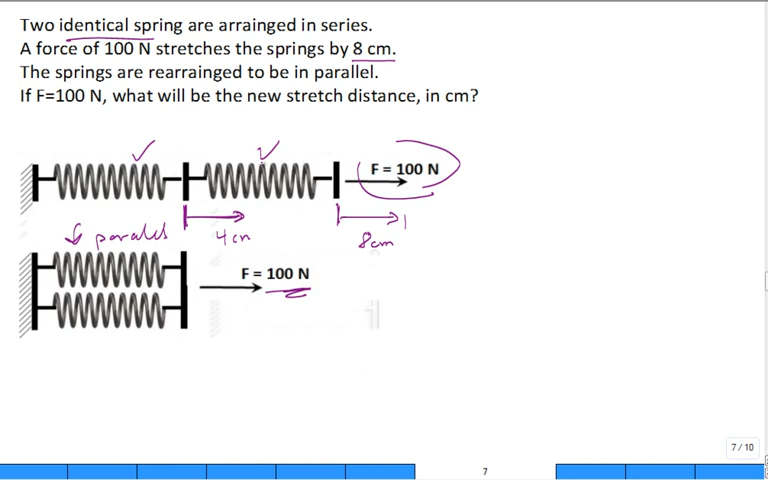 Two identical spring are arrainged in series.
A force of 100 N stretches the springs by 8 cm.
The springs are rearrainged to be in parallel.
If F=100 N, what will be the new stretch distance, in cm?
F = 100 N
4 cm
8 cm
parallel
F = 100 N
7 / 10
7